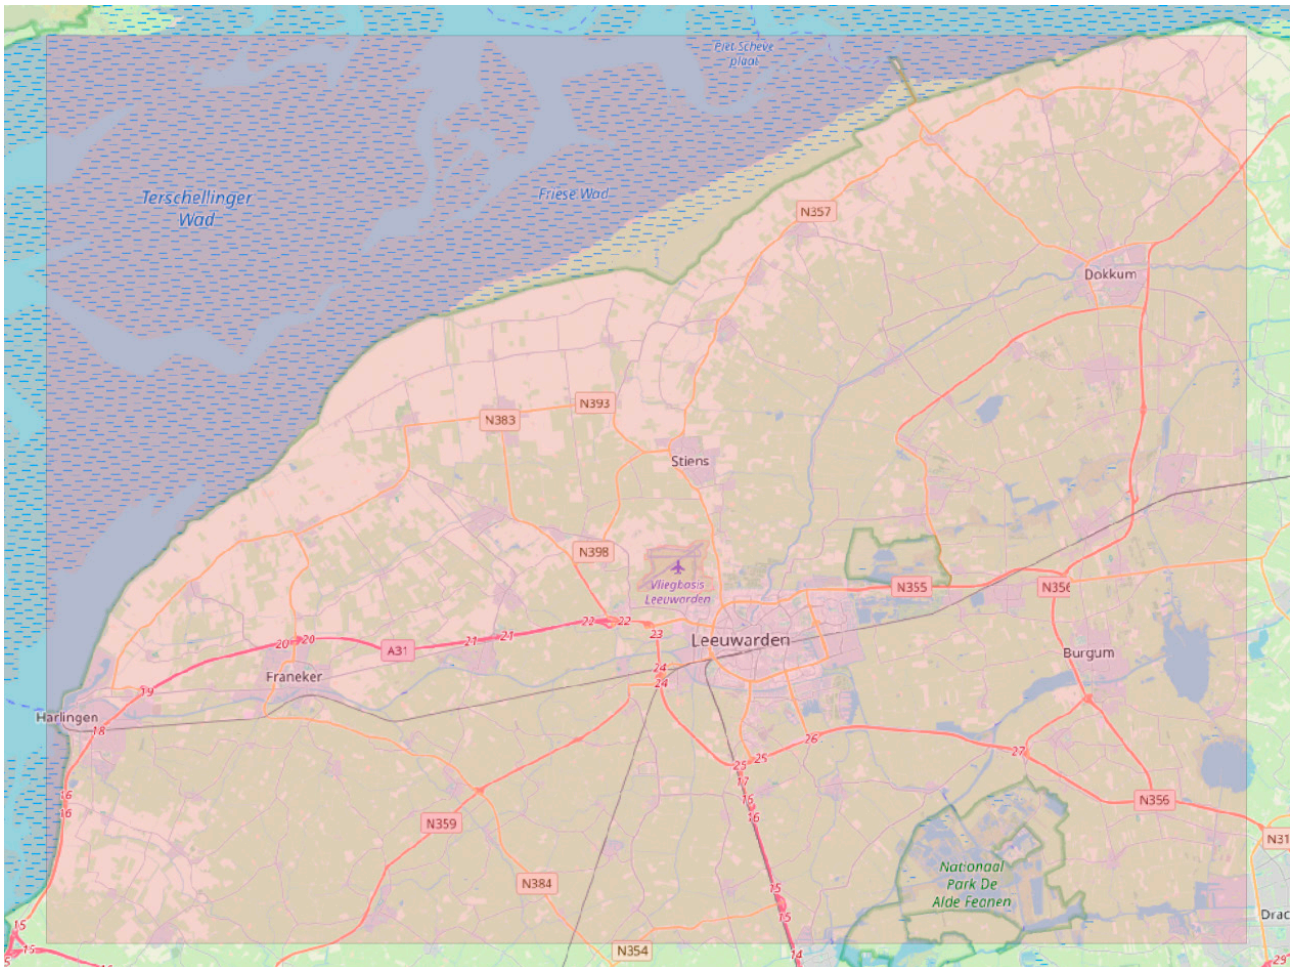 Piet Scheve
plaat
Terschellinger
Wad
Friese Wad
N357
Dokkum
N393
N383
Stiens
N398
Vliegbasis
Leeuwarden
N355
N356
22
22
23
Leeuwarden
20
20
21
21
A31
Burgum
24
24
Franeker
19
Harlingen
18
26
27
25
25
17
16
16
15
16
N356
N359
N31
Nationaal
Park De
Alde Feanen
N384
15
15
Drac
15
15
N354
14
29